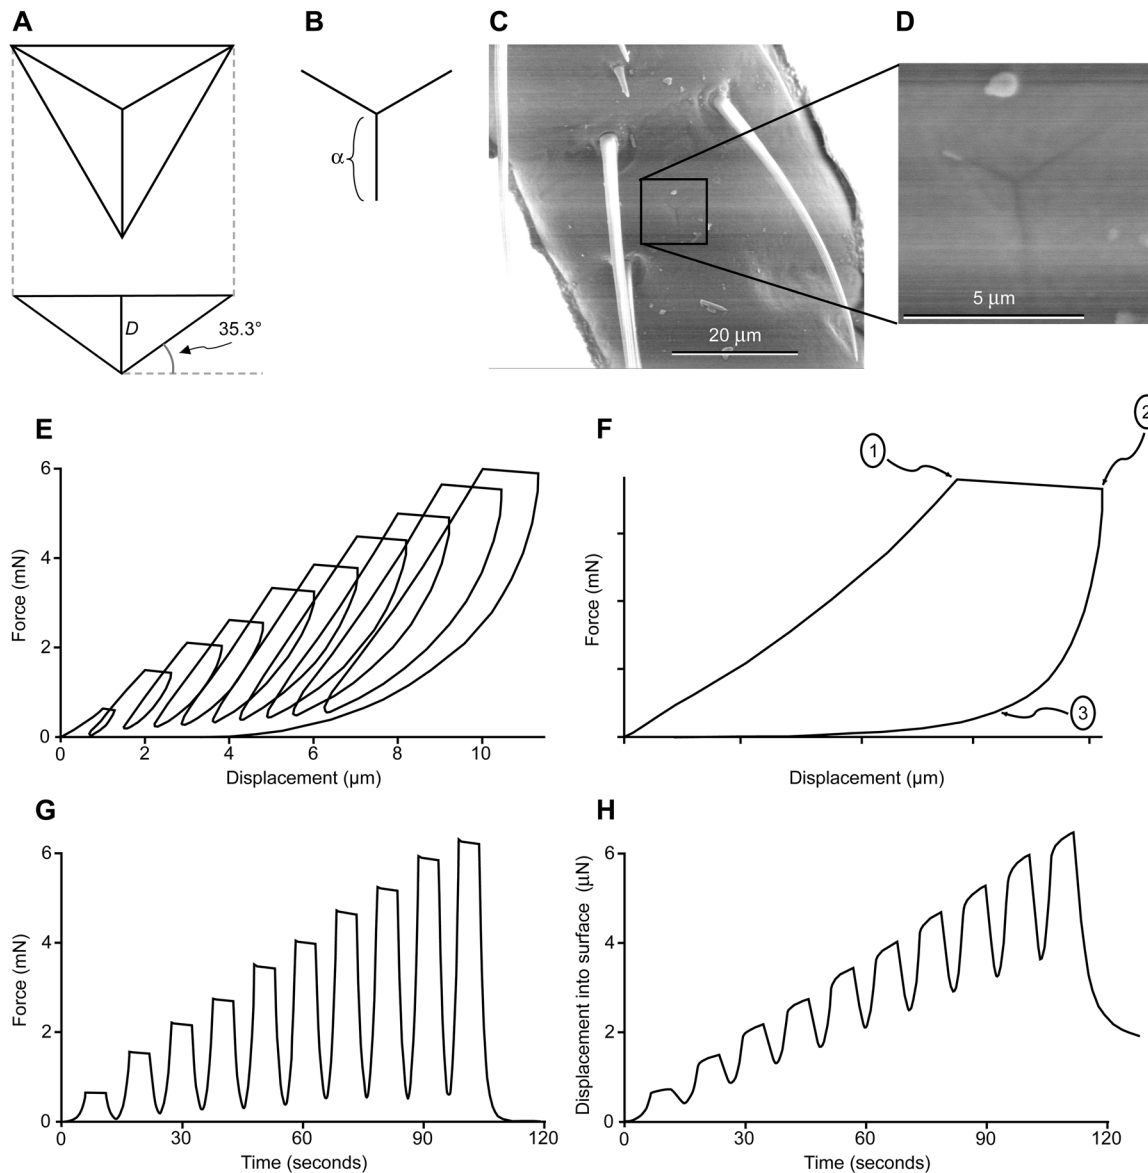 A
B
C
D
α
20 μm
5 μm
D
35.3°
E
F
6
4
2
0
Force (mN)
0
2
4
6
8
10
Displacement (μm)
1
2
3
Force (mN)
Displacement (μm)
G
H
6
4
2
0
Force (mN)
0
30
60
90
120
Time (seconds)
6
4
2
0
Displacement into surface (μN)
0
30
60
90
120
Time (seconds)